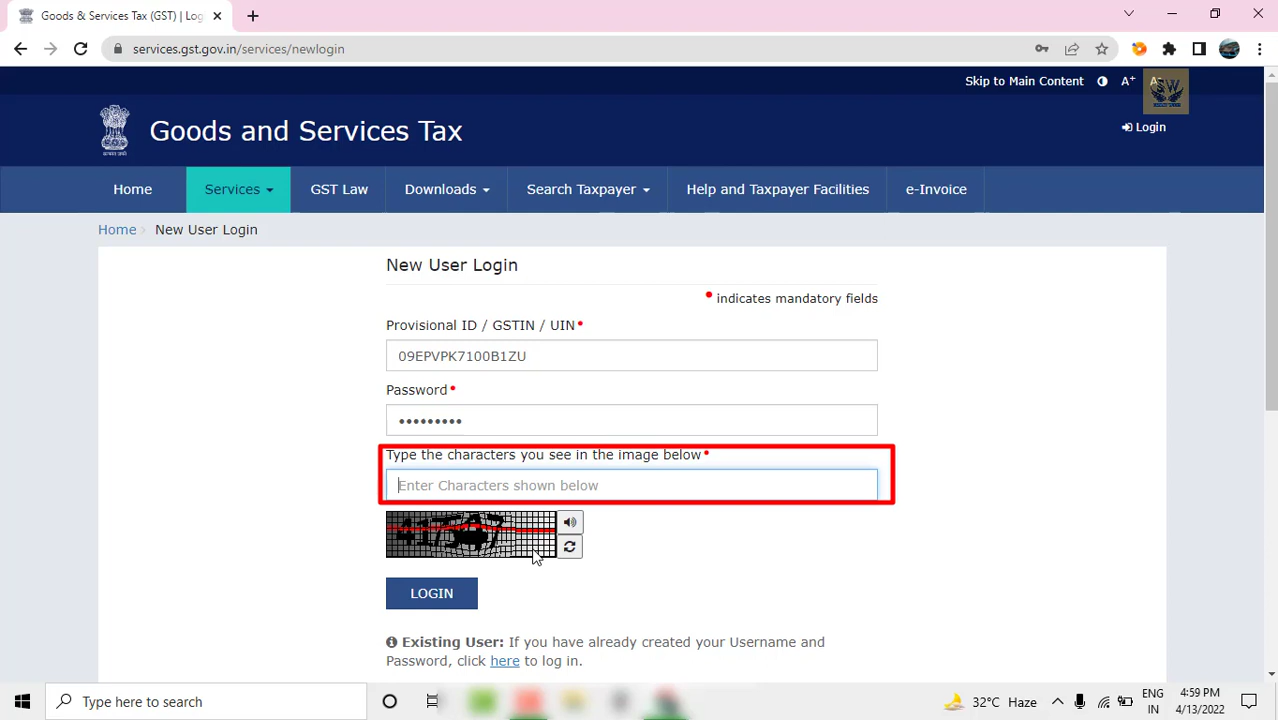 Goods & Services Tax (GST) | Log
services.gst.gov.in/services/newlogin
Skip to Main Content A+
Goods and Services Tax
Login
Home Services GST Law Downloads Search Taxpayer Help and Taxpayer Facilities e-Invoice
Home New User Login
New User Login
• indicates mandatory fields
Provisional ID / GSTIN / UIN•
09EPVPK7100B1ZU
Password•
•••••••••
Type the characters you see in the image below•
Enter Characters shown below
LOGIN
Existing User: If you have already created your Username and
Password, click here to log in.
Type here to search
32°C Haze
ENG
IN
4:59 PM
4/13/2022